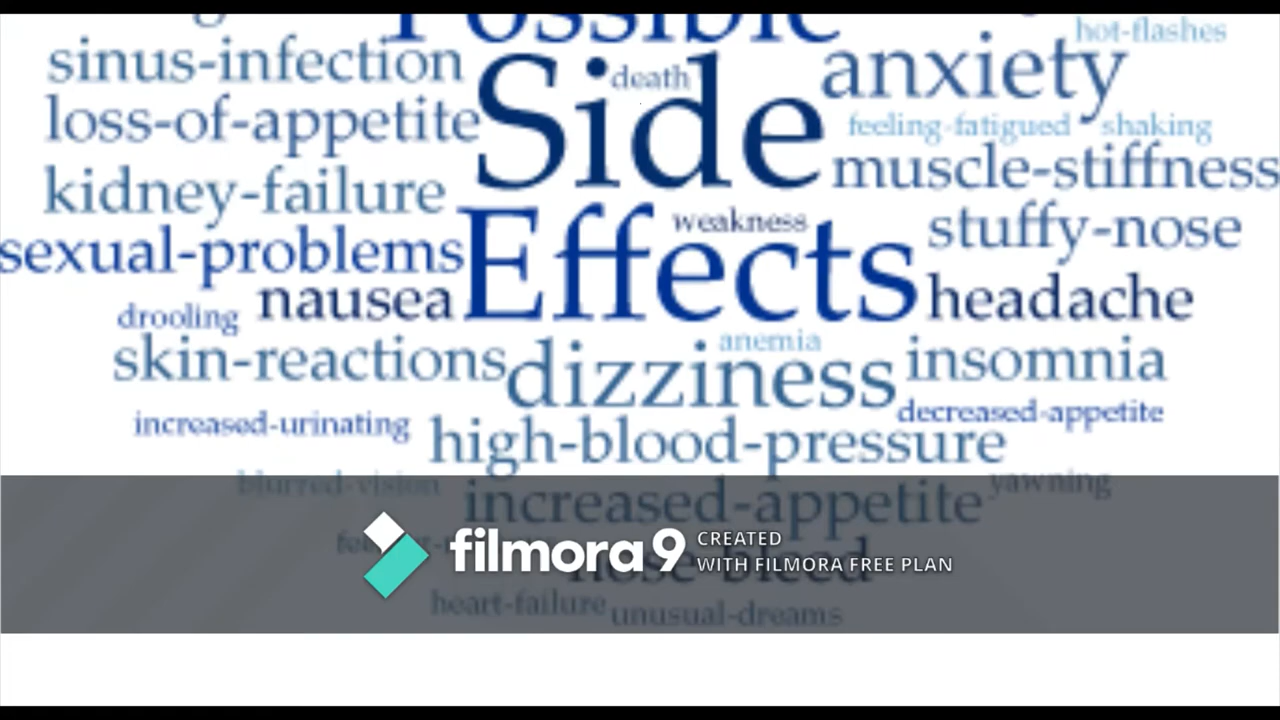 Possible
hot-flashes
sinus-infection
death
anxiety
loss-of-appetite
Side
feeling-fatigued
shaking
kidney-failure
muscle-stiffness
weakness
stuffy-nose
sexual-problems
Effects
nausea
headache
drooling
anemia
skin-reactions
dizziness
insomnia
increased-urinating
decreased-appetite
high-blood-pressure
blurred-vision
yawning
increased-appetite
filmora9 CREATED
WITH FILMORA FREE PLAN
nose-bleed
heart-failure
unusual-dreams